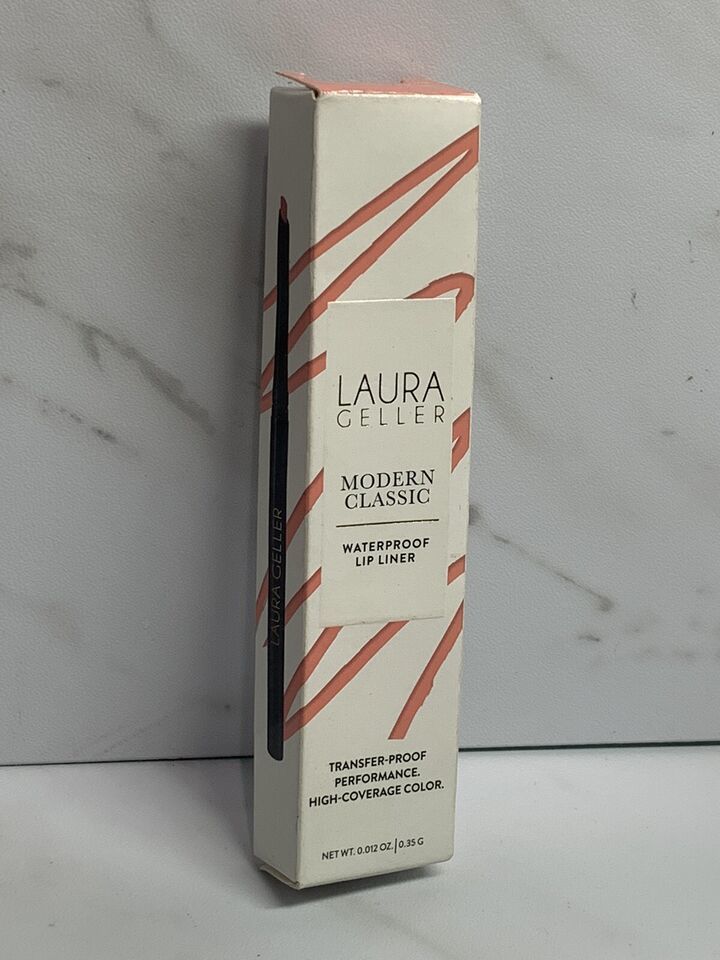 LAURA
GELLER
MODERN
CLASSIC
WATERPROOF
LIP LINER
TRANSFER-PROOF
PERFORMANCE.
HIGH-COVERAGE COLOR.
NET WT. 0.012 OZ.| 0.35 G
LAURA GELLER